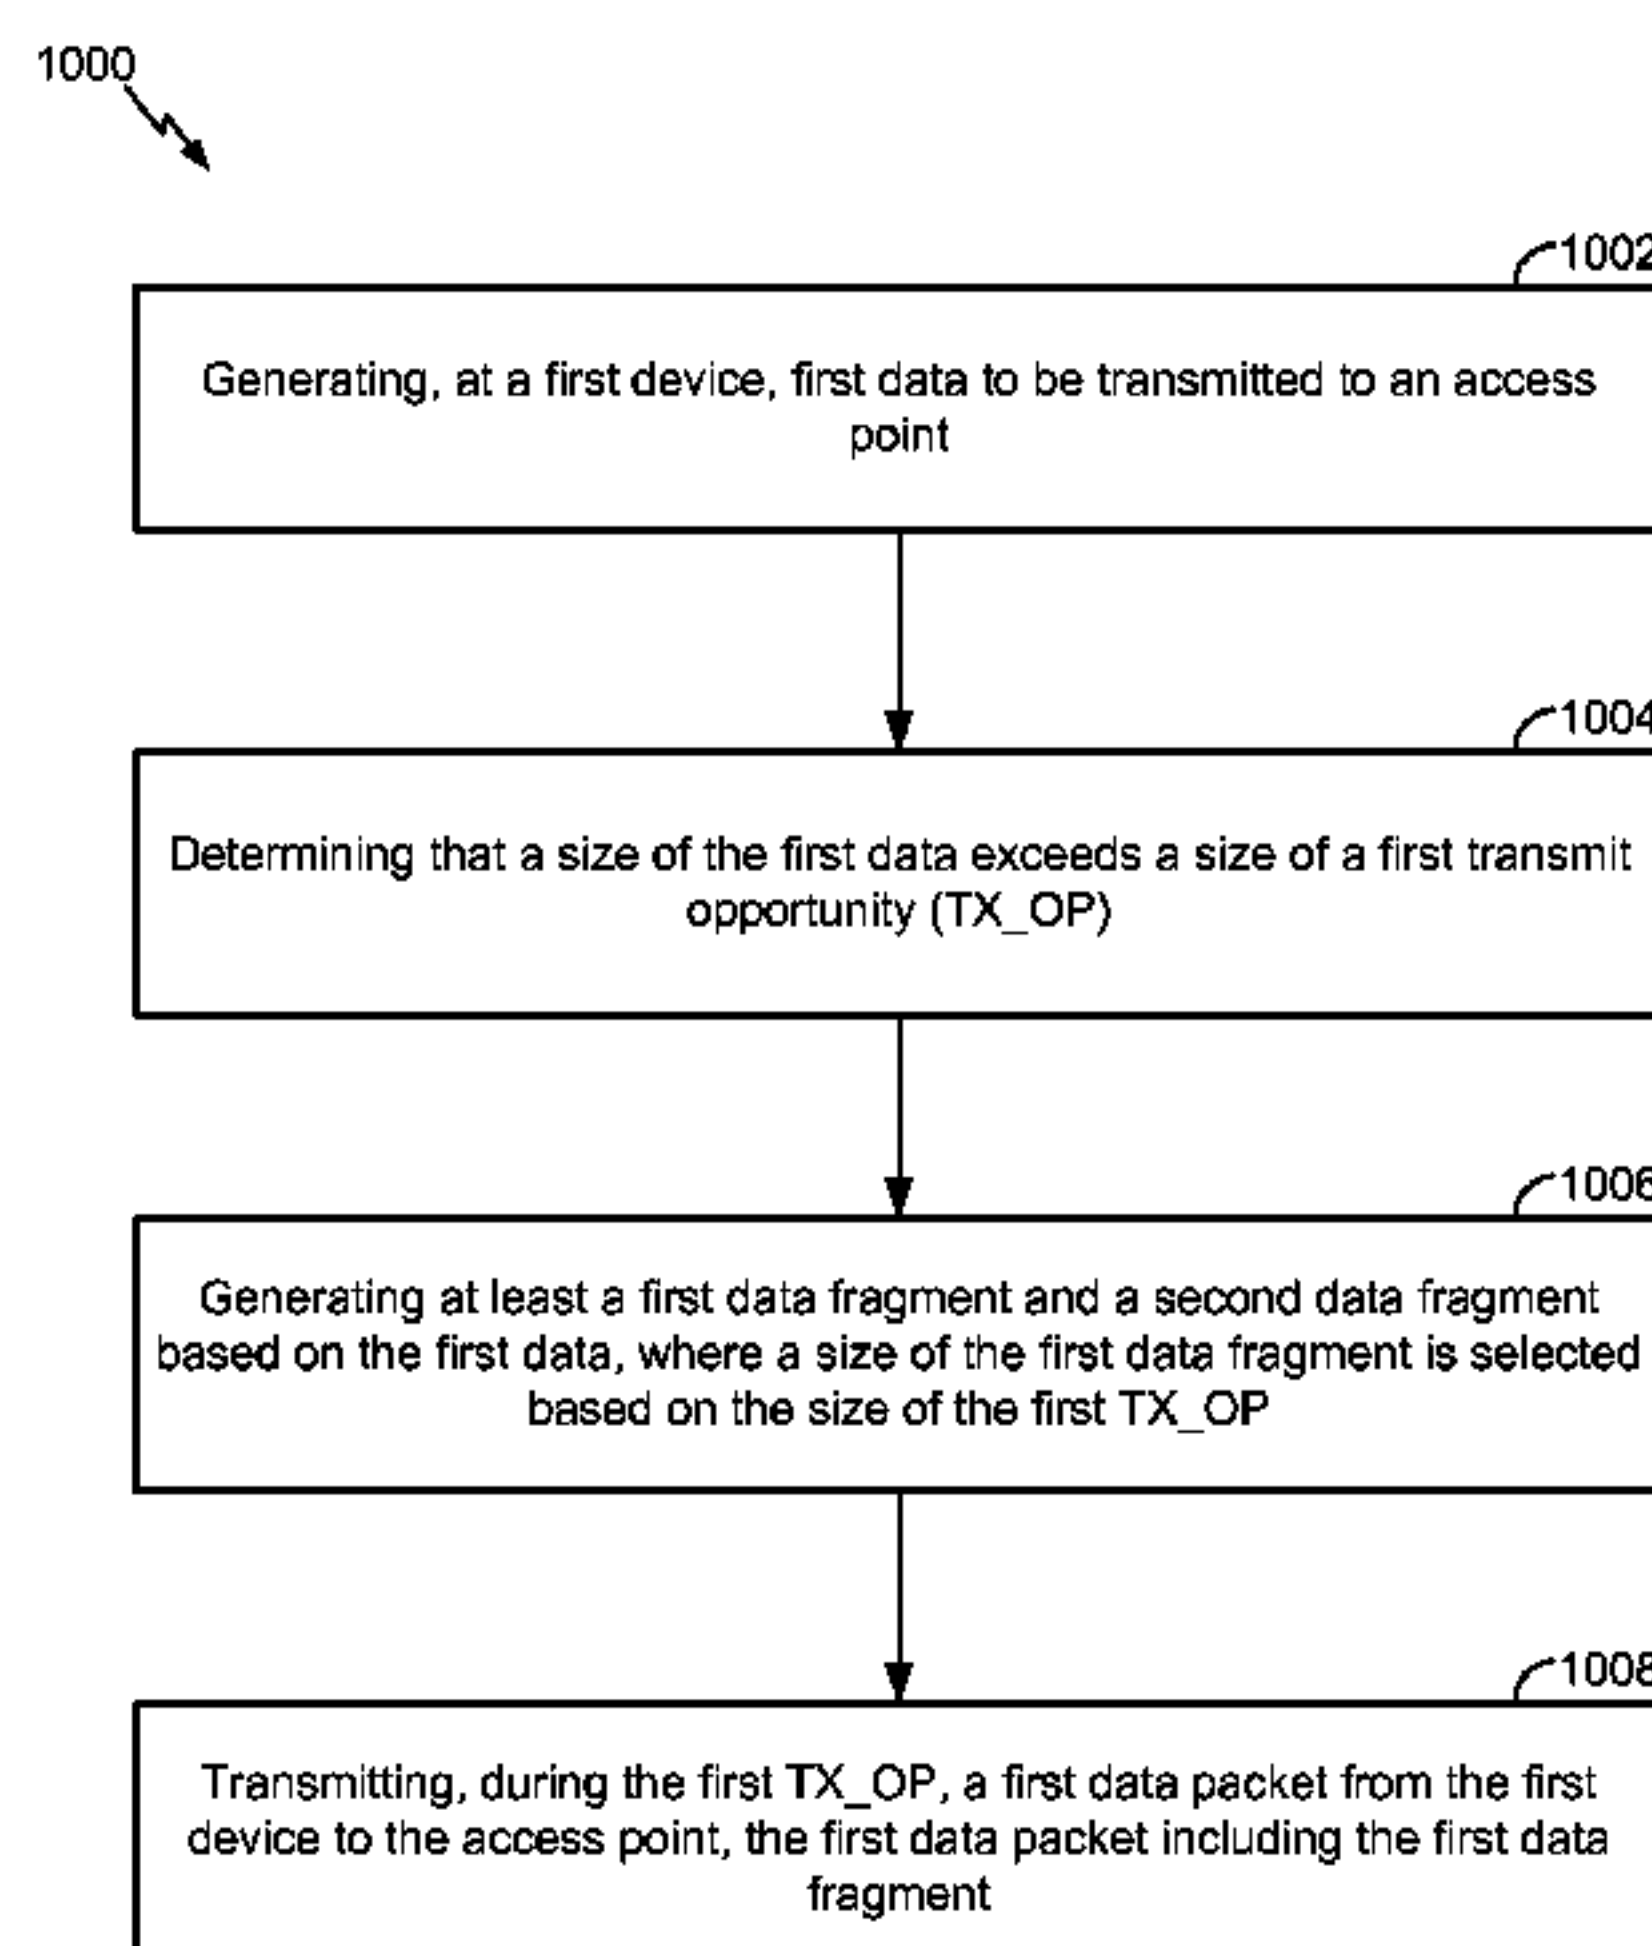 1000
1002
Generating, at a first device, first data to be transmitted to an access
point
1004
Determining that a size of the first data exceeds a size of a first transmit
opportunity (TX_OP)
1006
Generating at least a first data fragment and a second data fragment
based on the first data, where a size of the first data fragment is selected
based on the size of the first TX_OP
1008
Transmitting, during the first TX_OP, a first data packet from the first
device to the access point, the first data packet including the first data
fragment